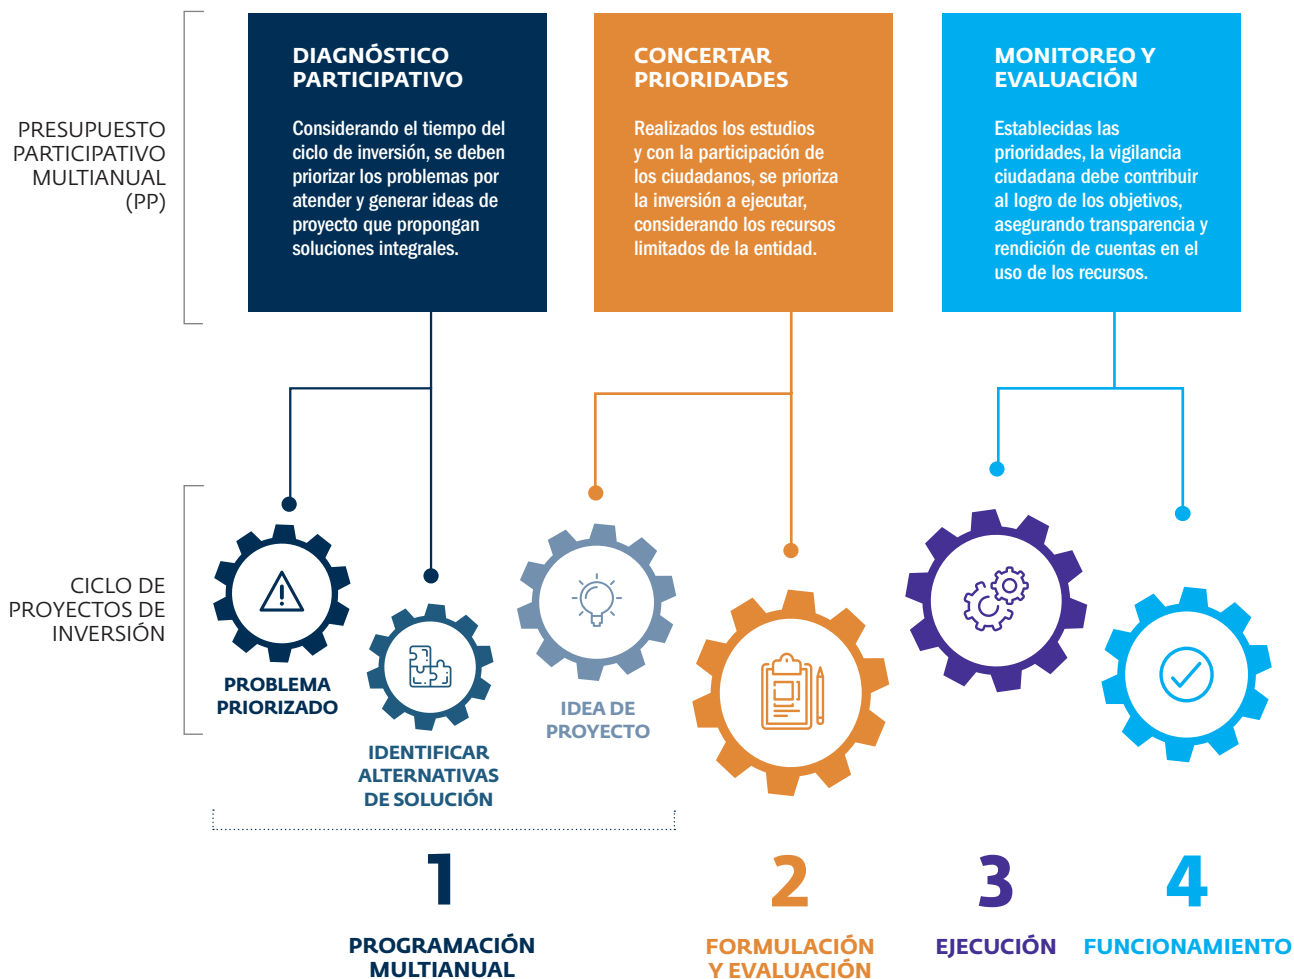 PRESUPUESTO
PARTICIPATIVO
MULTIANUAL
(PP)
DIAGNÓSTICO
PARTICIPATIVO
Considerando el tiempo del
ciclo de inversión, se deben
priorizar los problemas por
atender y generar ideas de
proyecto que propongan
soluciones integrales.
CONCERTAR
PRIORIDADES
Realizados los estudios
y con la participación de
los ciudadanos, se prioriza
la inversión a ejecutar,
considerando los recursos
limitados de la entidad.
MONITOREO Y
EVALUACIÓN
Establecidas las
prioridades, la vigilancia
ciudadana debe contribuir
al logro de los objetivos,
asegurando transparencia y
rendición de cuentas en el
uso de los recursos.
CICLO DE
PROYECTOS DE
INVERSIÓN
PROBLEMA
PRIORIZADO
IDENTIFICAR
ALTERNATIVAS
DE SOLUCIÓN
IDEA DE
PROYECTO
1
PROGRAMACIÓN
MULTIANUAL
2
FORMULACIÓN
Y EVALUACIÓN
3
EJECUCIÓN
4
FUNCIONAMIENTO